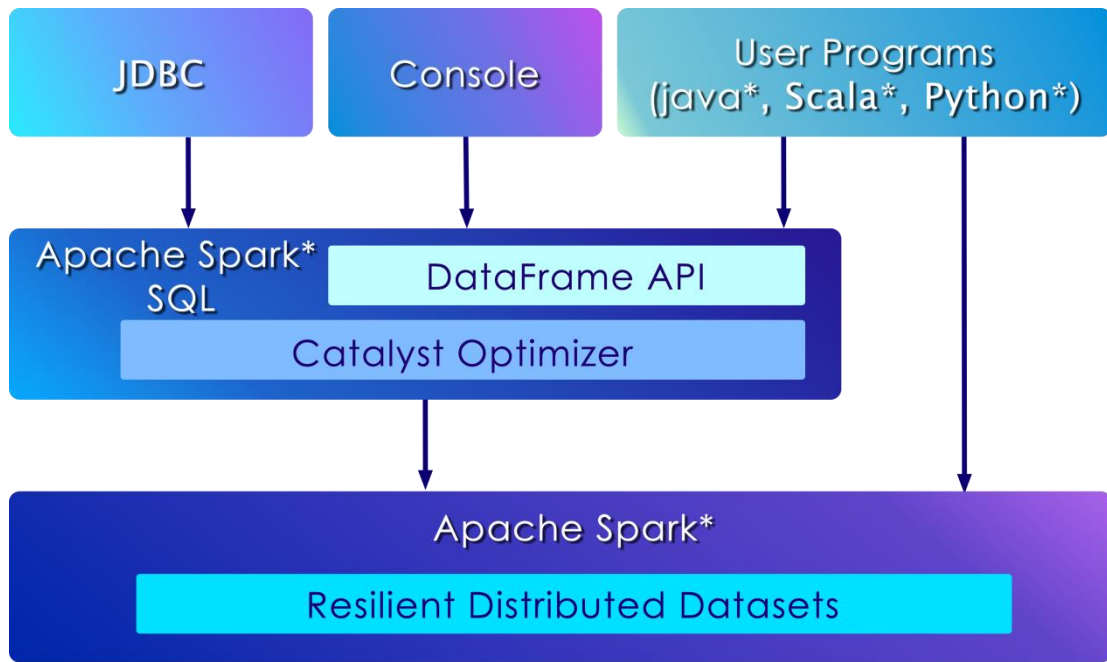 JDBC
Console
User Programs
(java*, Scala*, Python*)
Apache Spark*
SQL
DataFrame API
Catalyst Optimizer
Apache Spark*
Resilient Distributed Datasets